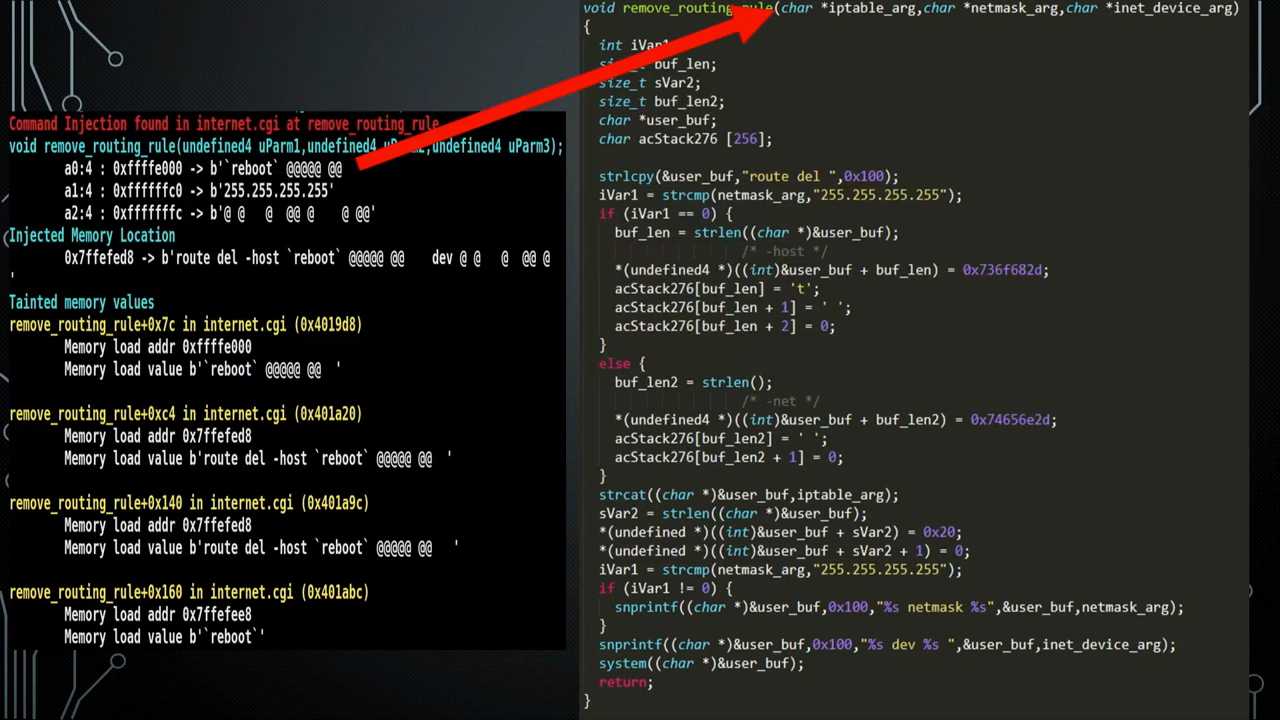 Command Injection found in internet.cgi at remove_routing_rule
void remove_routing_rule(undefined4 uParm1,undefined4 uParm2,undefined4 uParm3);
a0:4 : 0xffffe000 -> b'`reboot` @@@@@ @@
a1:4 : 0xffffffc0 -> b'255.255.255.255'
a2:4 : 0xfffffffc -> b'@ @ @ @@ @ @ @@'
Injected Memory Location
0x7ffefed8 -> b'route del -host `reboot` @@@@@ @@ dev @ @ @ @@ @
'
Tainted memory values
remove_routing_rule+0x7c in internet.cgi (0x4019d8)
Memory load addr 0xffffe000
Memory load value b'`reboot` @@@@@ @@ '
remove_routing_rule+0xc4 in internet.cgi (0x401a20)
Memory load addr 0x7ffefed8
Memory load value b'route del -host `reboot` @@@@@ @@ '
remove_routing_rule+0x140 in internet.cgi (0x401a9c)
Memory load addr 0x7ffefed8
Memory load value b'route del -host `reboot` @@@@@ @@ '
remove_routing_rule+0x160 in internet.cgi (0x401abc)
Memory load addr 0x7ffefee8
Memory load value b'`reboot`'
void remove_routing_rule(char *iptable_arg,char *netmask_arg,char *inet_device_arg)
{
int iVar1;
size_t buf_len;
size_t sVar2;
size_t buf_len2;
char *user_buf;
char acStack276 [256];
strlcpy(&user_buf,"route del ",0x100);
iVar1 = strcmp(netmask_arg,"255.255.255.255");
if (iVar1 == 0) {
buf_len = strlen((char *)&user_buf);
/* -host */
*(undefined4 *)((int)&user_buf + buf_len) = 0x736f682d;
acStack276[buf_len] = 't';
acStack276[buf_len + 1] = ' ';
acStack276[buf_len + 2] = 0;
}
else {
buf_len2 = strlen();
/* -net */
*(undefined4 *)((int)&user_buf + buf_len2) = 0x74656e2d;
acStack276[buf_len2] = ' ';
acStack276[buf_len2 + 1] = 0;
}
strcat((char *)&user_buf,iptable_arg);
sVar2 = strlen((char *)&user_buf);
*(undefined *)((int)&user_buf + sVar2) = 0x20;
*(undefined *)((int)&user_buf + sVar2 + 1) = 0;
iVar1 = strcmp(netmask_arg,"255.255.255.255");
if (iVar1 != 0) {
snprintf((char *)&user_buf,0x100,"%s netmask %s",&user_buf,netmask_arg);
}
snprintf((char *)&user_buf,0x100,"%s dev %s ",&user_buf,inet_device_arg);
system((char *)&user_buf);
return;
}